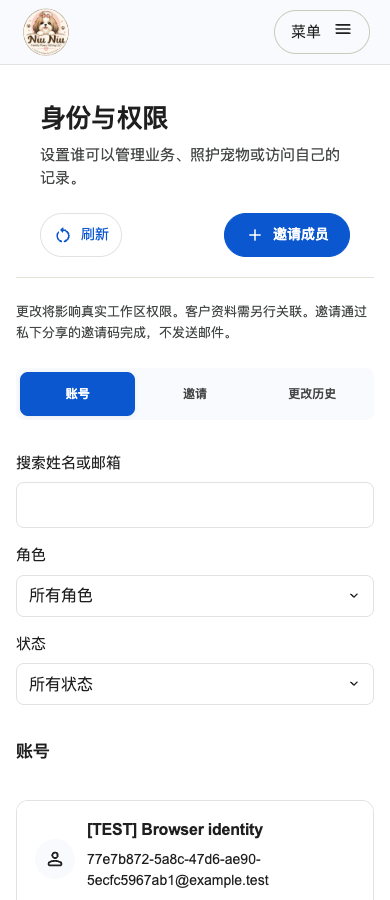 Niu Niu
菜单
身份与权限
设置谁可以管理业务、照护宠物或访问自己的
记录。
刷新
邀请成员
更改将影响真实工作区权限。客户资料需另行关联。邀请通过
私下分享的邀请码完成，不发送邮件。
账号
邀请
更改历史
搜索姓名或邮箱
角色
所有角色
状态
所有状态
账号
[TEST] Browser identity
77e7b872-5a8c-47d6-ae90-
5ecfc5967ab1@example.test